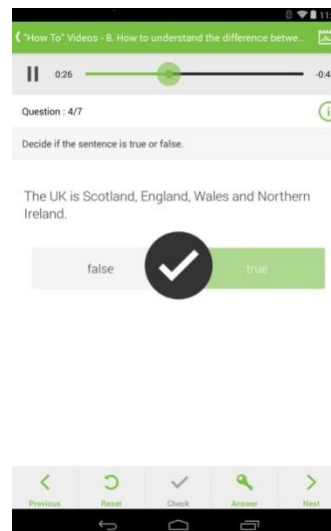 "How To" Videos - 8. How to understand the difference betwe...
0:26
Question : 4/7
Decide if the sentence is true or false.
The UK is Scotland, England, Wales and Northern
Ireland.
false true
Previous Reset Check Answer Next